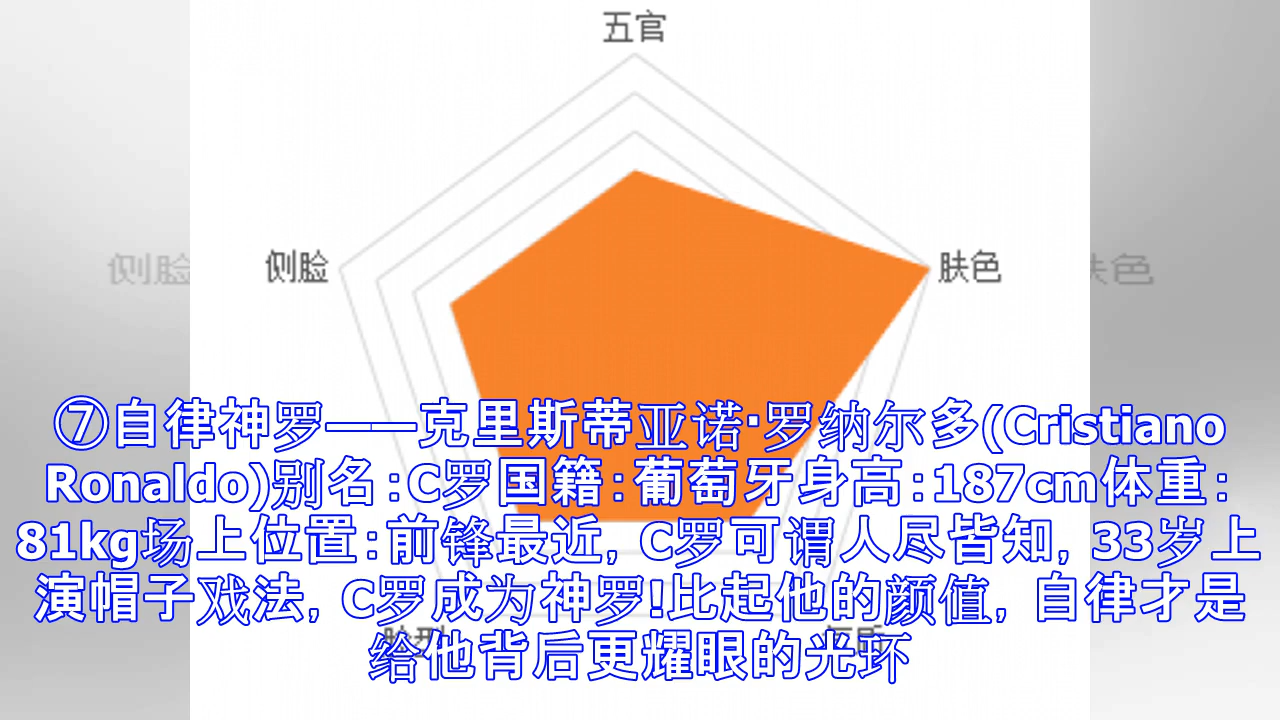 五官
侧脸
肤色
侧脸
肤色
⑦自律神罗——克里斯蒂亚诺·罗纳尔多(Cristiano
Ronaldo)别名:C罗国籍:葡萄牙身高:187cm体重:
81kg场上位置:前锋最近, C罗可谓人尽皆知, 33岁上
演帽子戏法, C罗成为神罗!比起他的颜值, 自律才是
给他背后更耀眼的光环